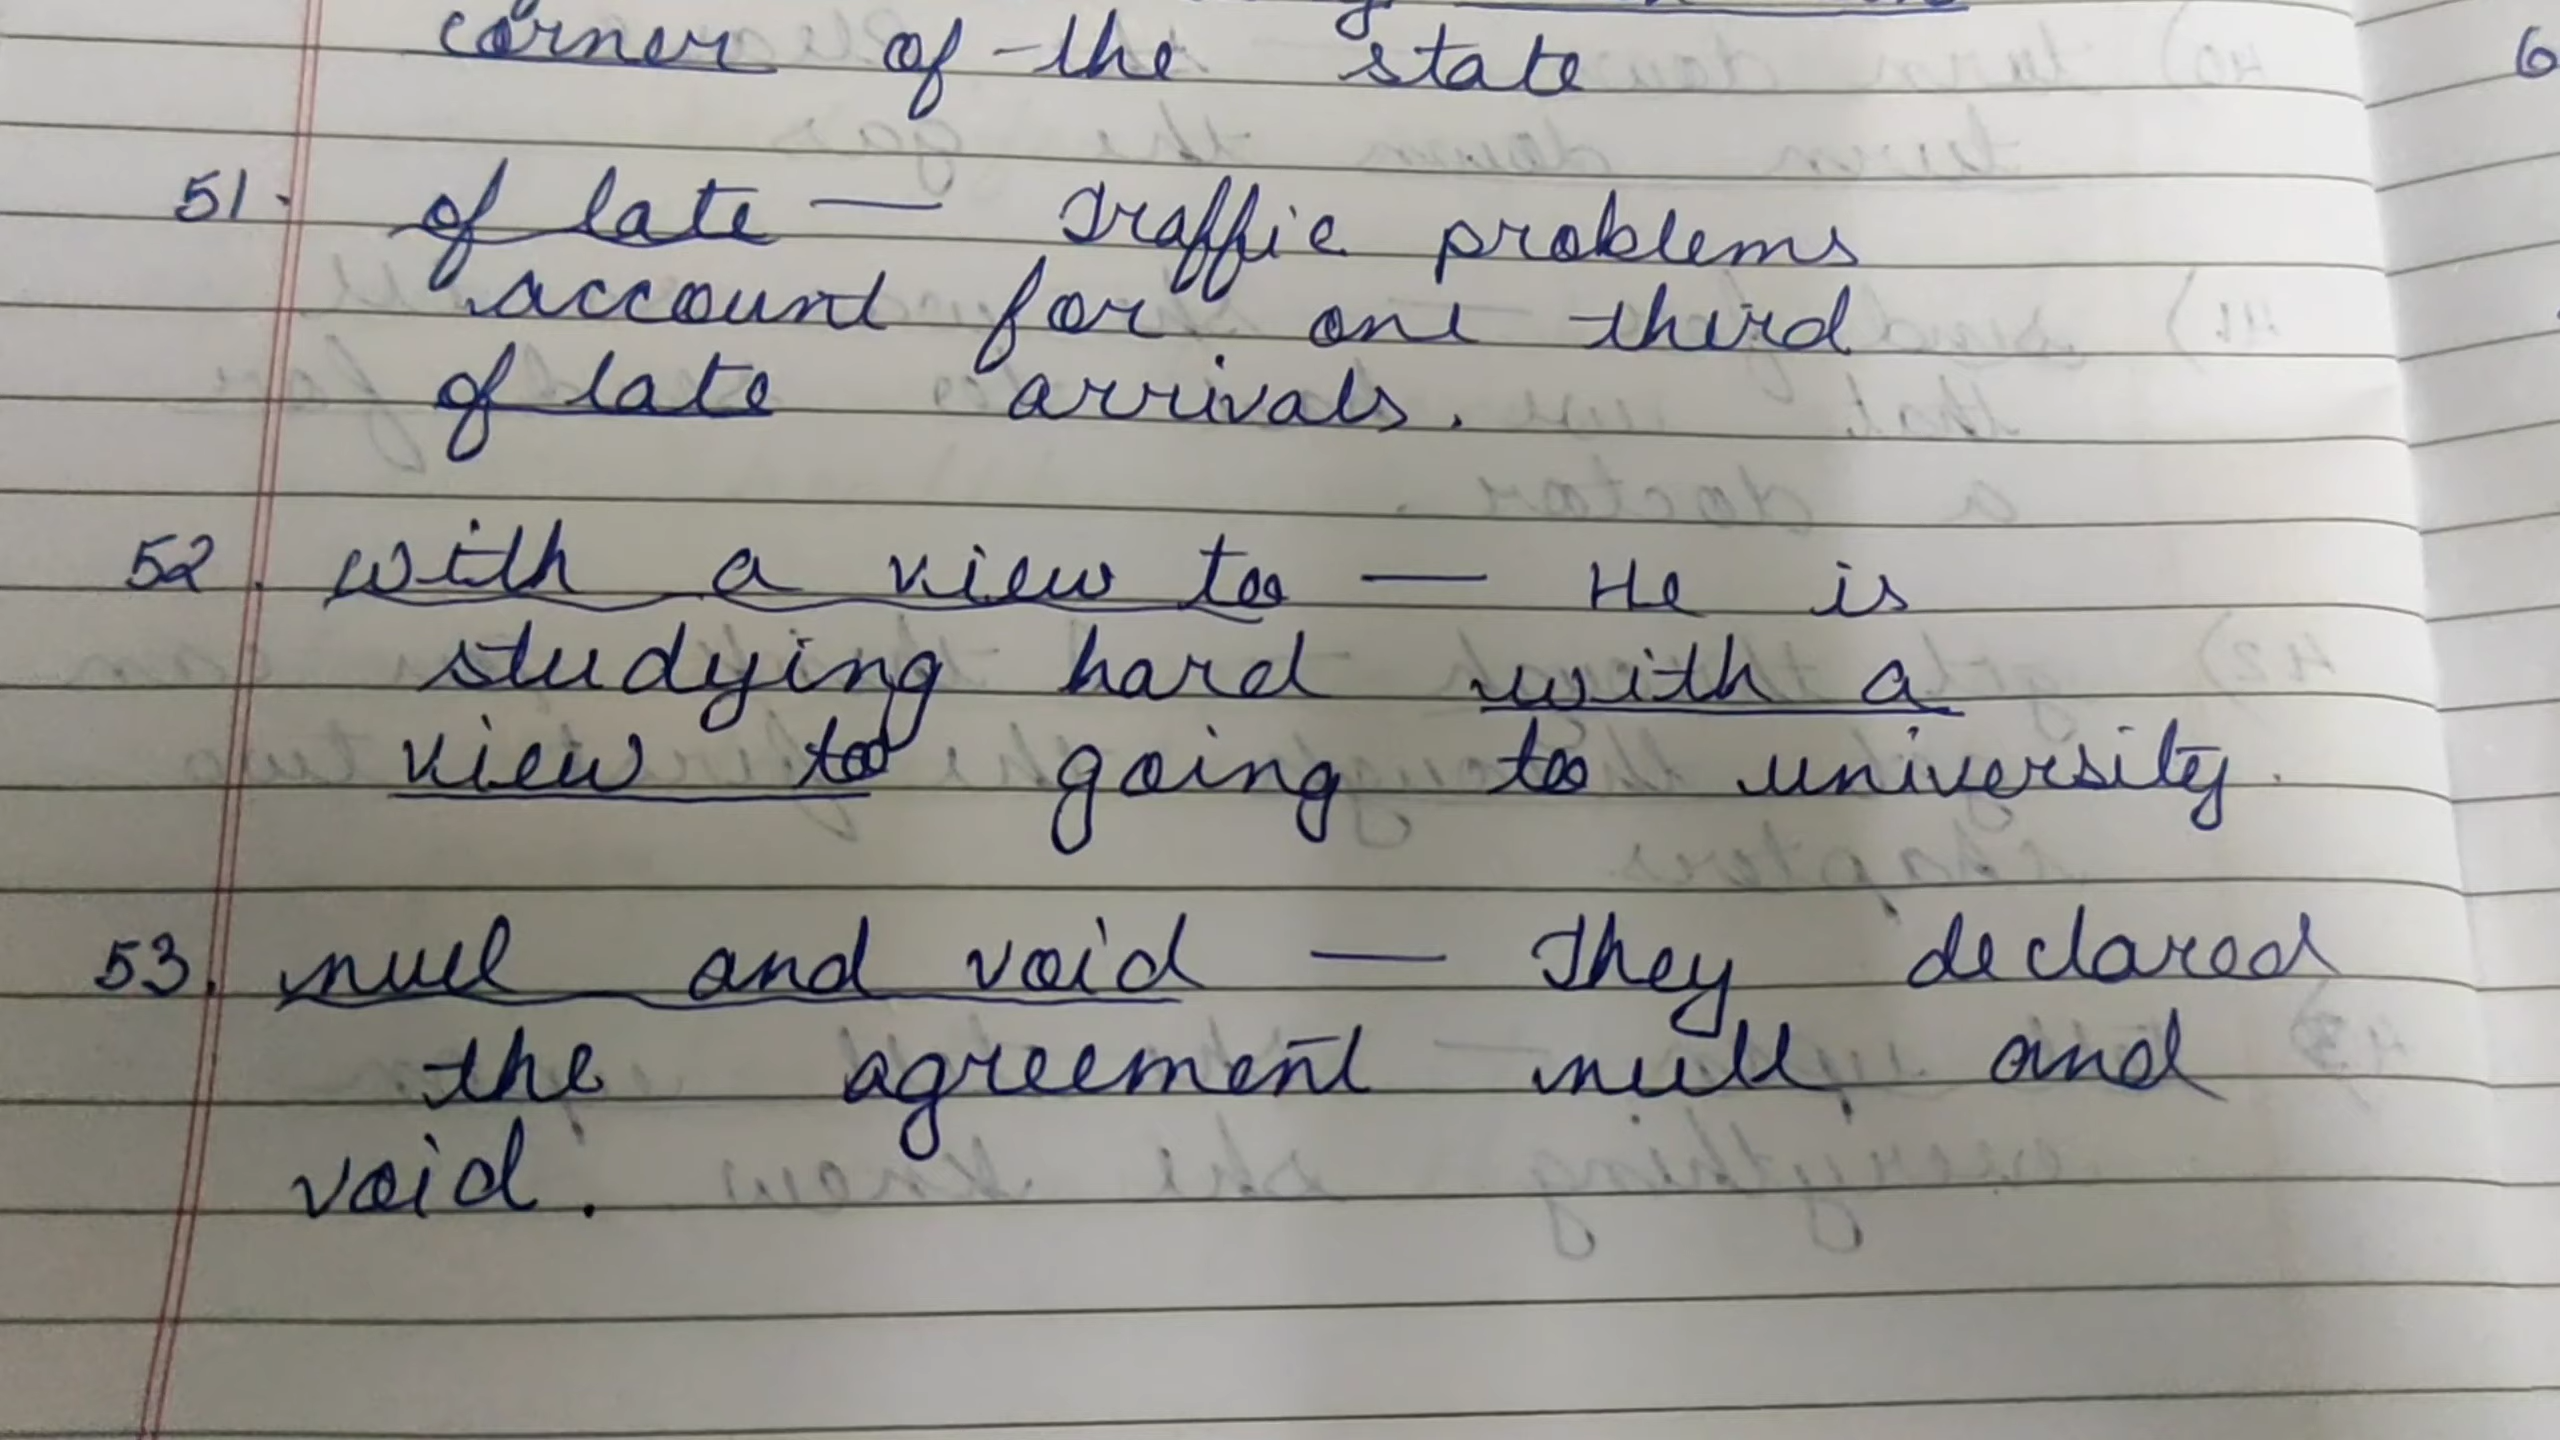 corner of the state
51. of late — Traffic problems
account for one third
of late arrivals.
52. with a view to — He is
studying hard with a
view to going to university.
53. null and void — They declared
the agreement null and
void.
6